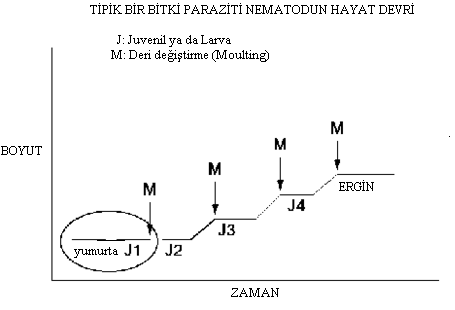 TİPİK BİR BİTKİ PARAZİTİ NEMATODUN HAYAT DEVRİ
J: Juvenil ya da Larva
M: Deri değiştirme (Moulting)
BOYUT
M
M
M
M
yumurta J1
J2
J3
J4
ERGİN
ZAMAN